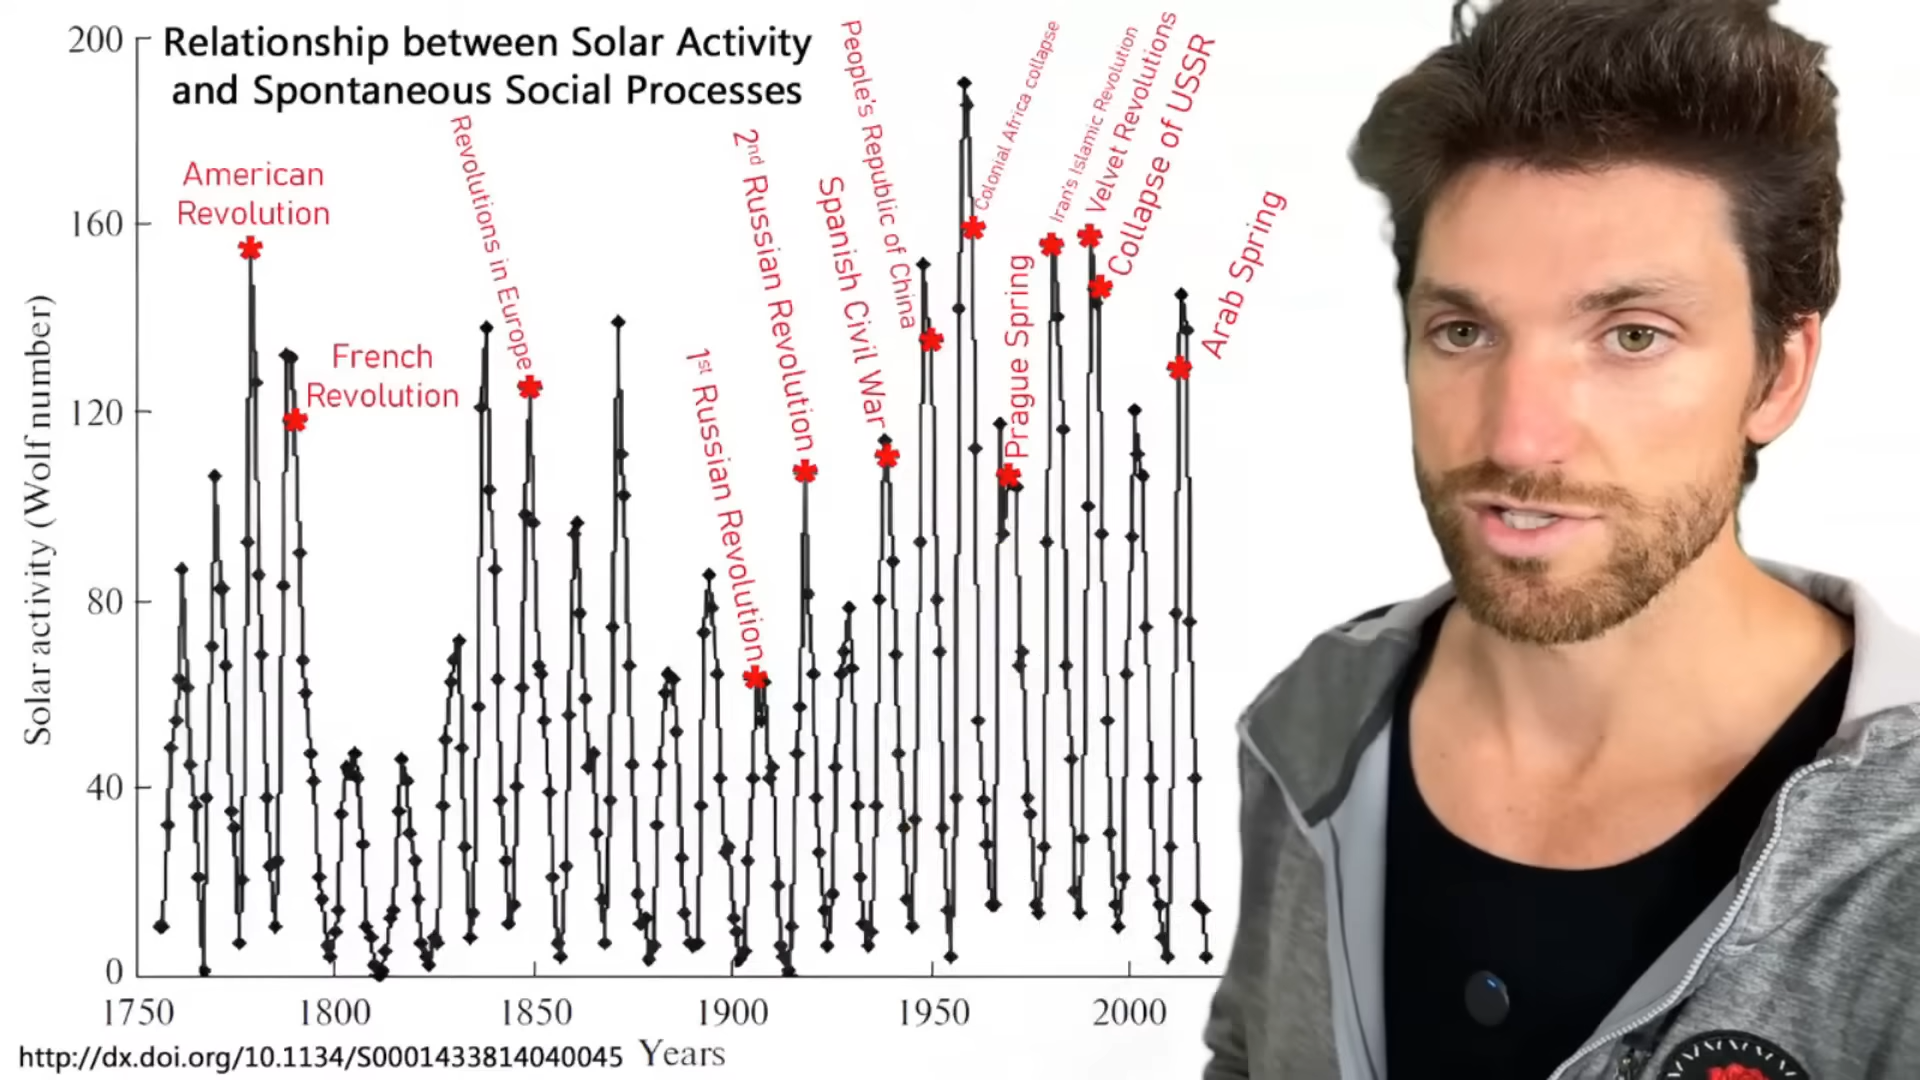 Relationship between Solar Activity
and Spontaneous Social Processes
200
160
120
80
40
0
Solar activity (Wolf number)
American
Revolution
French
Revolution
Revolutions in Europe
1st Russian Revolution
2nd Russian Revolution
Spanish Civil War
People's Republic of China
Colonial Africa collapse
Prague Spring
Iran's Islamic Revolution
Velvet Revolutions
Collapse of USSR
Arab Spring
1750
1800
1850
1900
1950
2000
http://dx.doi.org/10.1134/S0001433814040045
Years